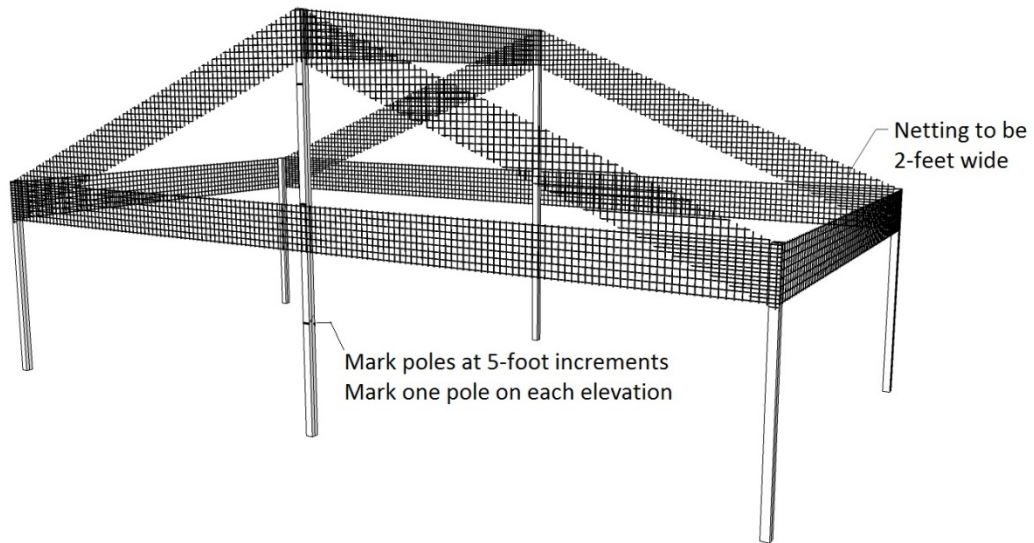 Netting to be
2-feet wide
Mark poles at 5-foot increments
Mark one pole on each elevation